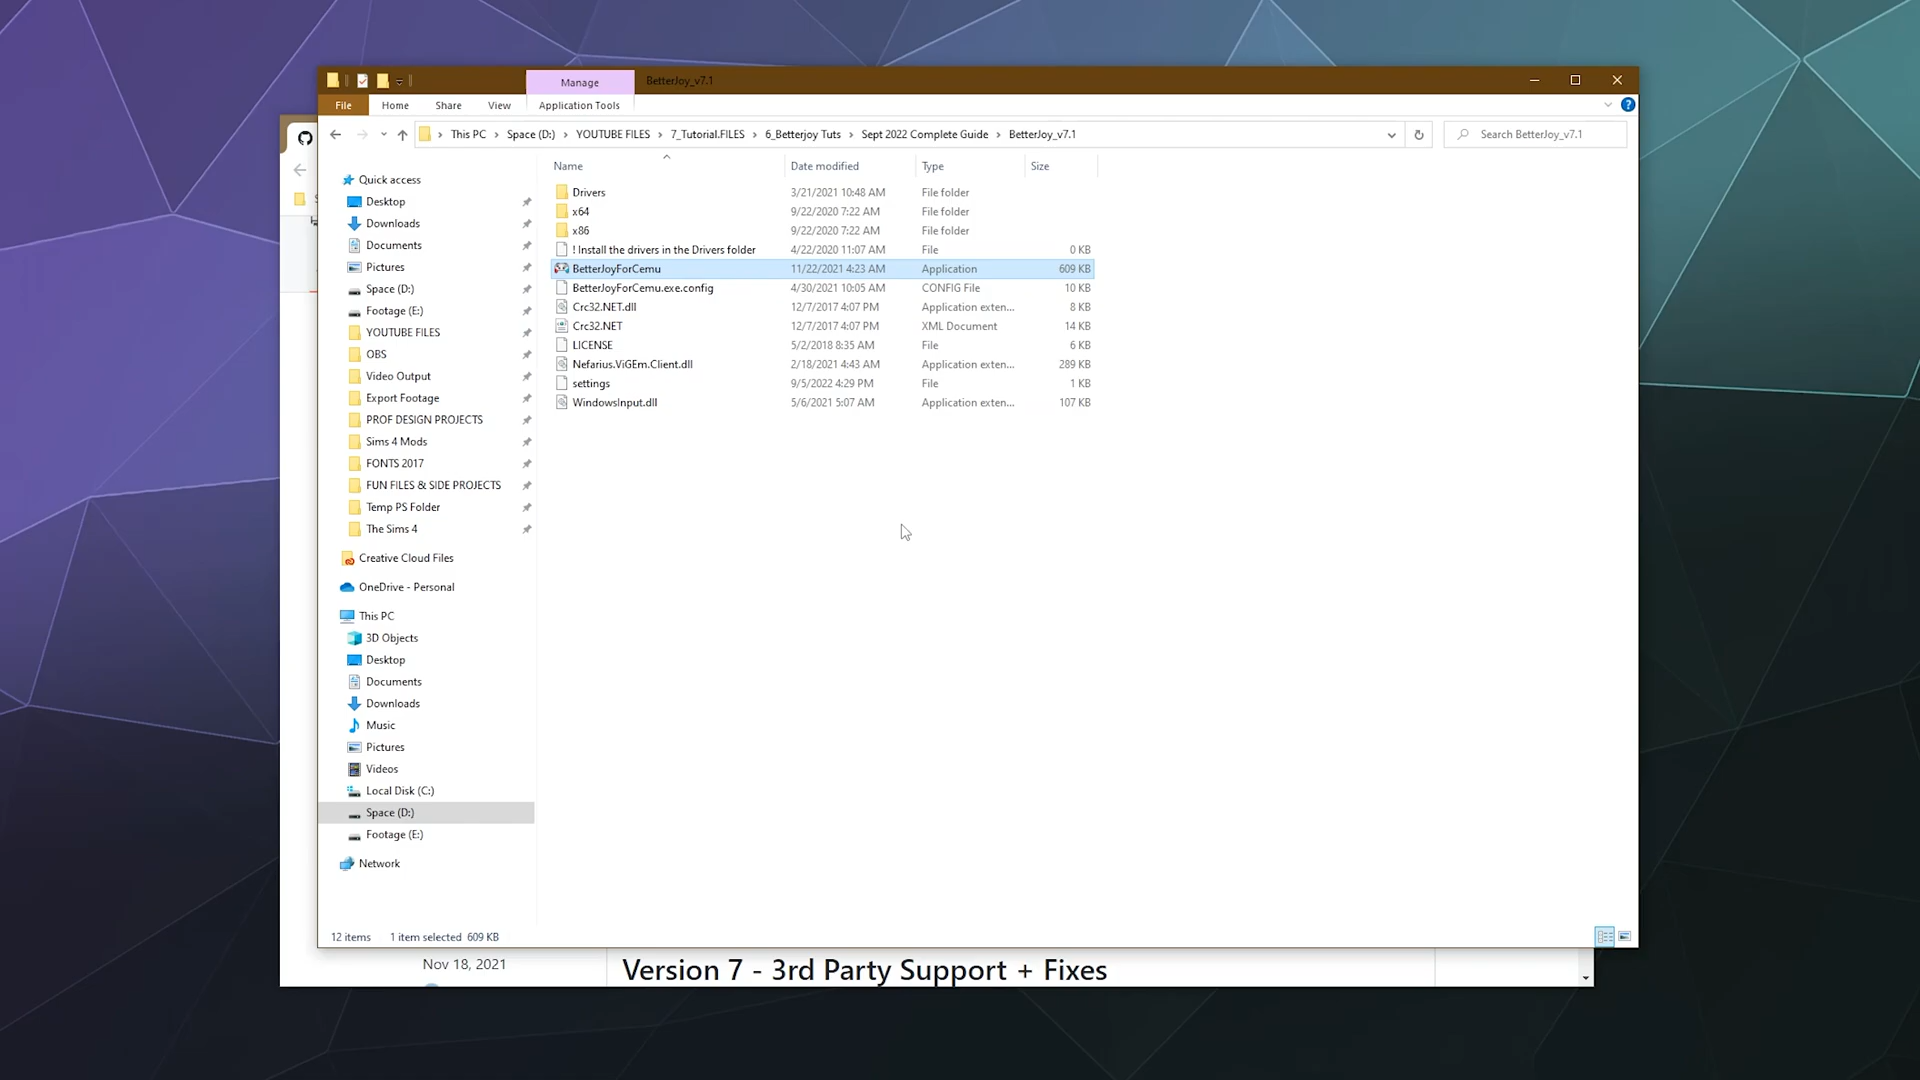 Manage BetterJoy_v7.1
File Home Share View Application Tools
This PC > Space (D:) > YOUTUBE FILES > 7_Tutorial.FILES > 6_Betterjoy Tuts > Sept 2022 Complete Guide > BetterJoy_v7.1 Search BetterJoy_v7.1
Name Date modified Type Size
Drivers 3/21/2021 10:48 AM File folder
x64 9/22/2020 7:22 AM File folder
x86 9/22/2020 7:22 AM File folder
! Install the drivers in the Drivers folder 4/22/2020 11:07 AM File 0 KB
BetterJoyForCemu 11/22/2021 4:23 AM Application 609 KB
BetterJoyForCemu.exe.config 4/30/2021 10:05 AM CONFIG File 10 KB
Crc32.NET.dll 12/7/2017 4:07 PM Application exten... 8 KB
Crc32.NET 12/7/2017 4:07 PM XML Document 14 KB
LICENSE 5/2/2018 8:35 AM File 6 KB
Nefarius.ViGEm.Client.dll 2/18/2021 4:43 AM Application exten... 289 KB
settings 9/5/2022 4:29 PM File 1 KB
WindowsInput.dll 5/6/2021 5:07 AM Application exten... 107 KB
Quick access
Desktop
Downloads
Documents
Pictures
Space (D:)
Footage (E:)
YOUTUBE FILES
OBS
Video Output
Export Footage
PROF DESIGN PROJECTS
Sims 4 Mods
FONTS 2017
FUN FILES & SIDE PROJECTS
Temp PS Folder
The Sims 4
Creative Cloud Files
OneDrive - Personal
This PC
3D Objects
Desktop
Documents
Downloads
Music
Pictures
Videos
Local Disk (C:)
Space (D:)
Footage (E:)
Network
12 items 1 item selected 609 KB
Nov 18, 2021 Version 7 - 3rd Party Support + Fixes